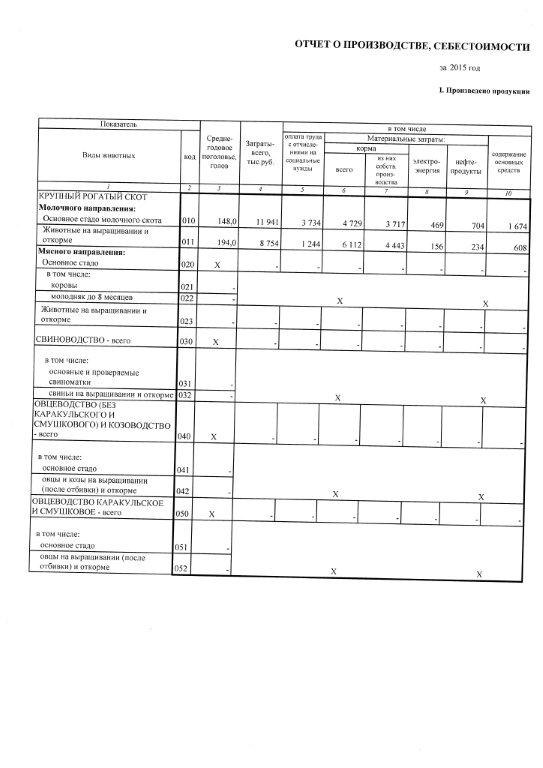 ОТЧЕТ О ПРОИЗВОДСТВЕ, СЕБЕСТОИМОСТИ
за 2015 год
I. Произведено продукции
Показатель
Виды животных
код
Средне-
годовое
поголовье,
голов
Затраты-
всего,
тыс.руб.
в том числе
оплата труда
с отчисле-
ниями на
социальные
нужды
Материальные затраты:
корма
всего
из них
собств.
произ-
водства
электро-
энергия
нефте-
продукты
содержание
основных
средств
1 2 3 4 5 6 7 8 9 10
КРУПНЫЙ РОГАТЫЙ СКОТ
Молочного направления:
Основное стадо молочного скота 010 148,0 11 941 3 734 4 729 3 717 469 704 1 674
Животные на выращивании и
откорме 011 194,0 8 754 1 244 6 112 4 443 156 234 608
Мясного направления:
Основное стадо 020 X - - - - - - -
в том числе:
коровы 021 -
молодняк до 8 месяцев 022 - X X
Животные на выращивании и
откорме 023 - - - - - - - -
СВИНОВОДСТВО - всего 030 X - - - - - - -
в том числе:
основные и проверяемые
свиноматки 031 -
свиньи на выращивании и откорме 032 - X X
ОВЦЕВОДСТВО (БЕЗ
КАРАКУЛЬСКОГО И
СМУШКОВОГО) И КОЗОВОДСТВО
- всего 040 X - - - - - - -
в том числе:
основное стадо 041 -
овцы и козы на выращивании
(после отбивки) и откорме 042 - X X
ОВЦЕВОДСТВО КАРАКУЛЬСКОЕ
И СМУШКОВОЕ - всего 050 X - - - - - - -
в том числе:
основное стадо 051 -
овцы на выращивании (после
отбивки) и откорме 052 - X X